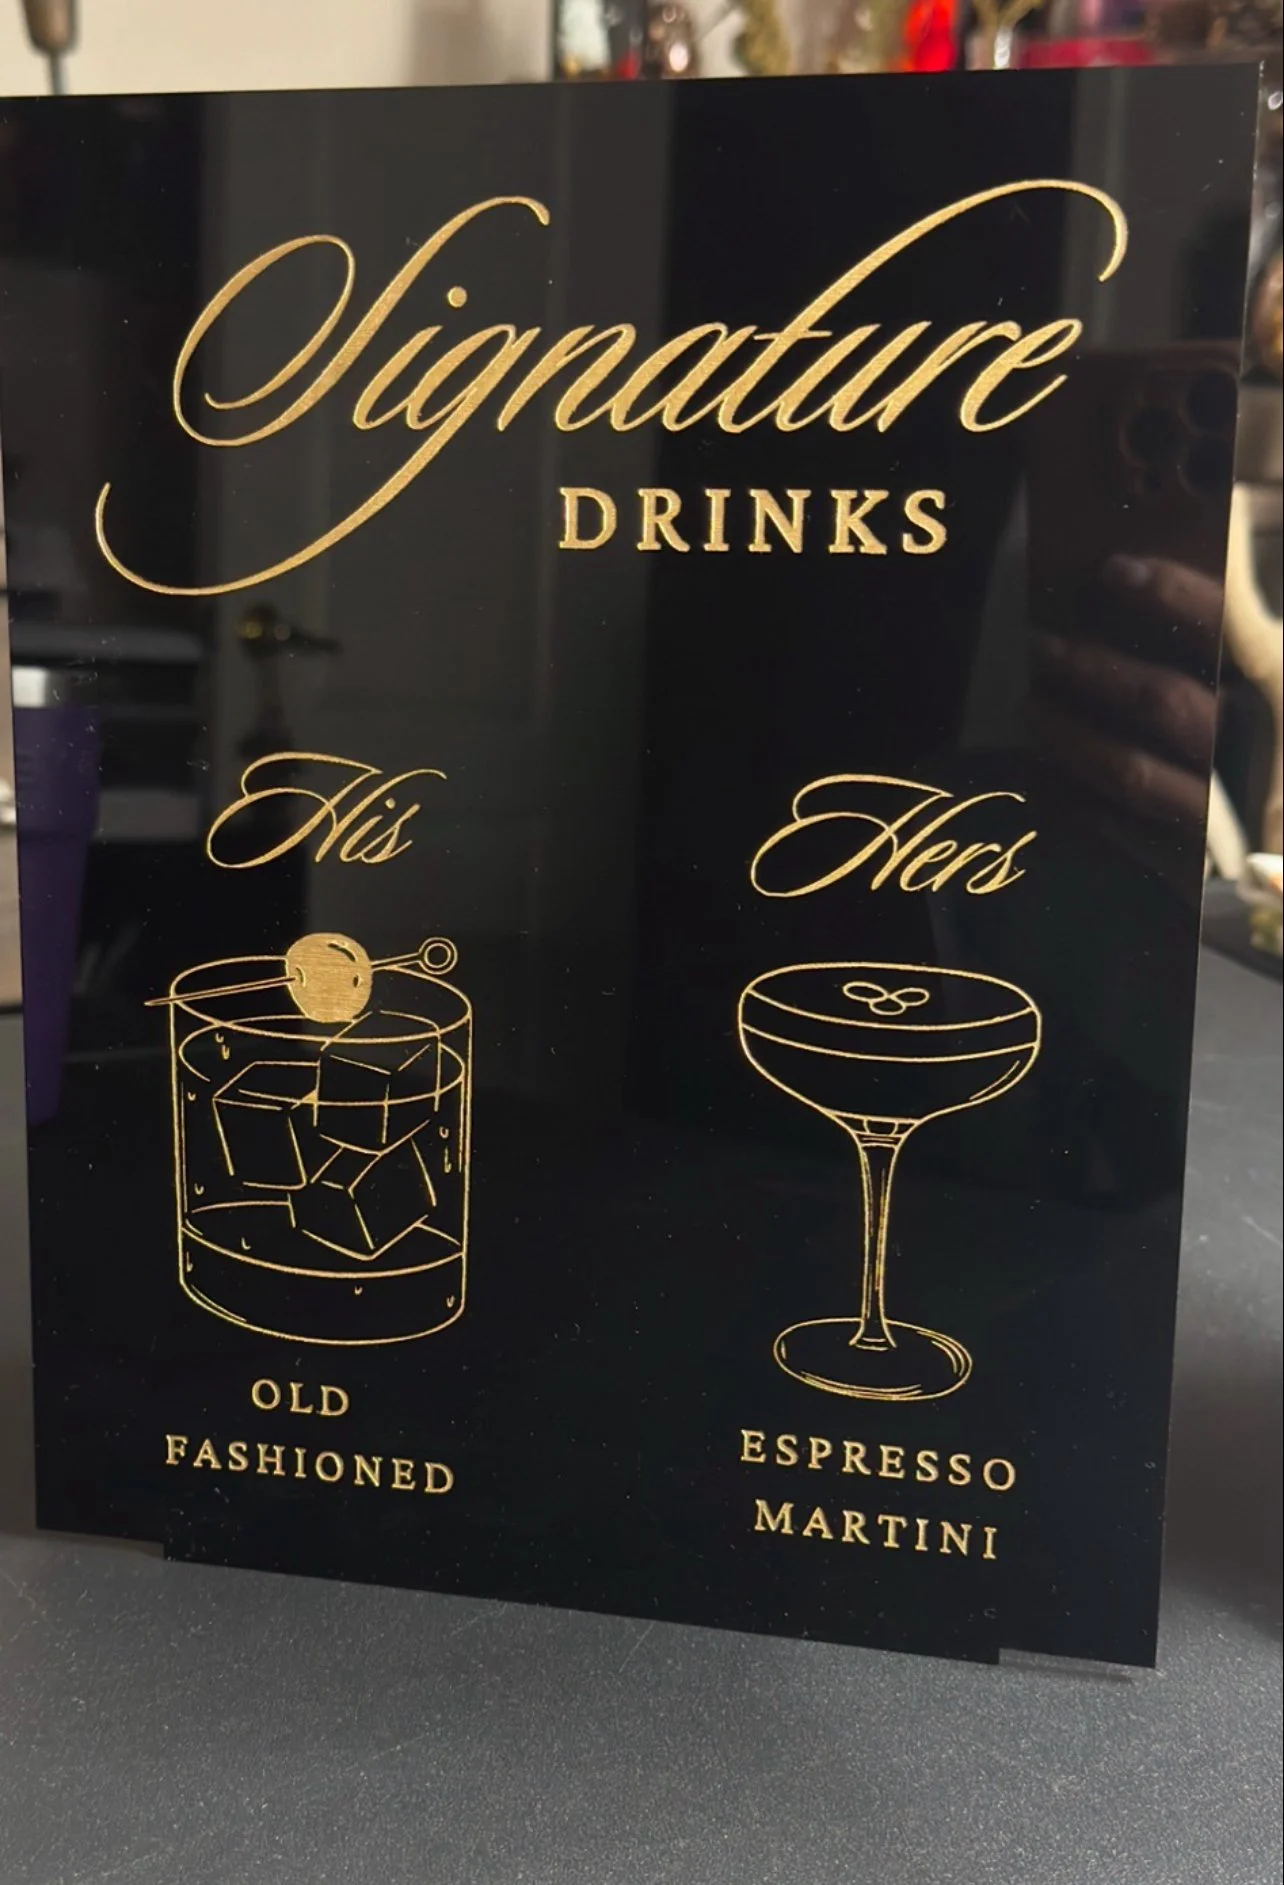 Signature
DRINKS
His
Hers
OLD
FASHIONED
ESPRESSO
MARTINI